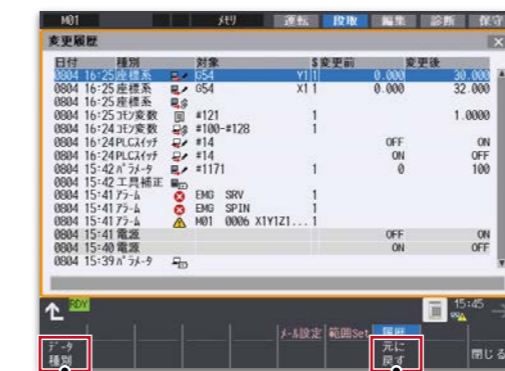 M01 メモリ 運転 段取 編集 診断 保守
変更履歴
日付 種別 対象 $ 変更前 変更後
0804 16:25 座標系 G54 Y1 1 0.000 30.000
0804 16:25 座標系 G54 X1 1 0.000 32.000
0804 16:25 座標系
0804 16:25 コモン変数 #121 1 1.0000
0804 16:24 コモン変数 #100-#128 1
0804 16:24 PLCスイッチ #14 OFF ON
0804 16:24 PLCスイッチ #14 ON OFF
0804 15:42 パラメータ #1171 1 0 100
0804 15:42 工具補正
0804 15:41 アラーム EMG SRV 1
0804 15:41 アラーム EMG SPIN 1
0804 15:41 アラーム M01 0006 X1Y1Z1... 1
0804 15:41 電源 OFF ON
0804 15:40 電源 ON OFF
0804 15:39 パラメータ
RDY 15:45
メール設定 範囲Set 履歴
データ種別 元に戻す 閉じる